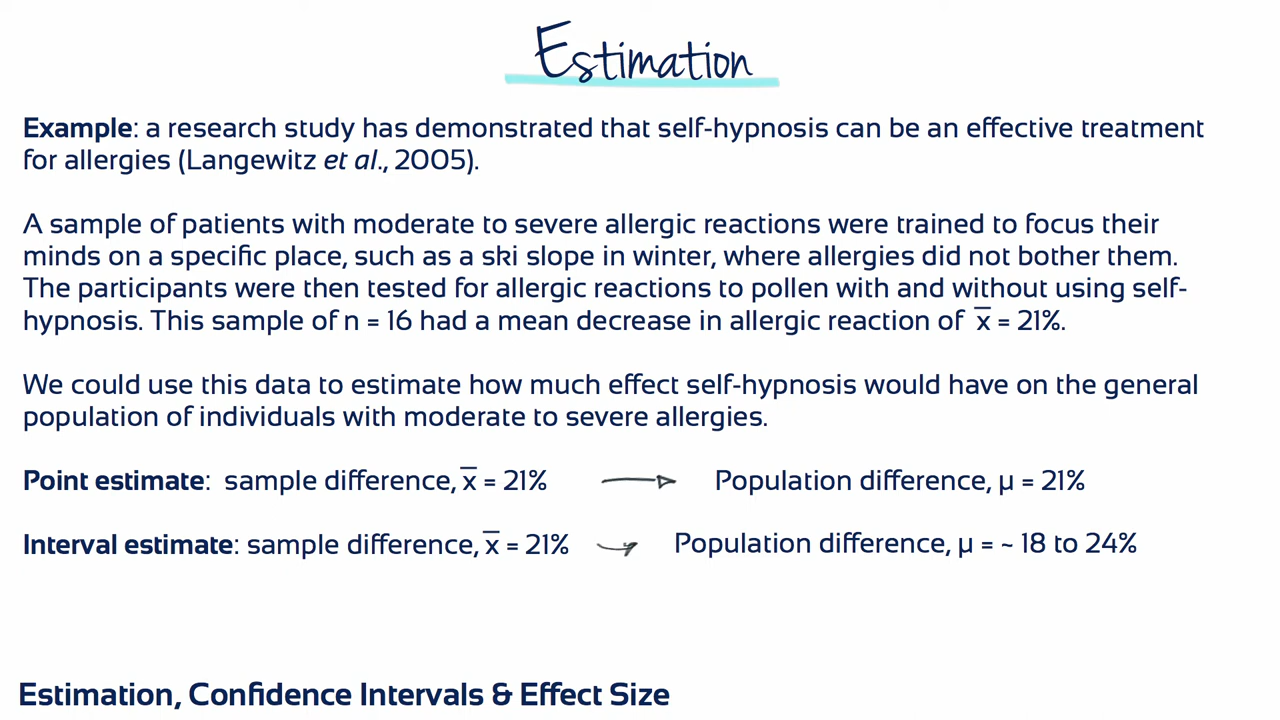 Estimation
Example: a research study has demonstrated that self-hypnosis can be an effective treatment
for allergies (Langewitz et al., 2005).
A sample of patients with moderate to severe allergic reactions were trained to focus their
minds on a specific place, such as a ski slope in winter, where allergies did not bother them.
The participants were then tested for allergic reactions to pollen with and without using self-
hypnosis. This sample of n = 16 had a mean decrease in allergic reaction of x̅ = 21%.
We could use this data to estimate how much effect self-hypnosis would have on the general
population of individuals with moderate to severe allergies.
Point estimate: sample difference, x̅ = 21% → Population difference, μ = 21%
Interval estimate: sample difference, x̅ = 21% → Population difference, μ = ~ 18 to 24%
Estimation, Confidence Intervals & Effect Size